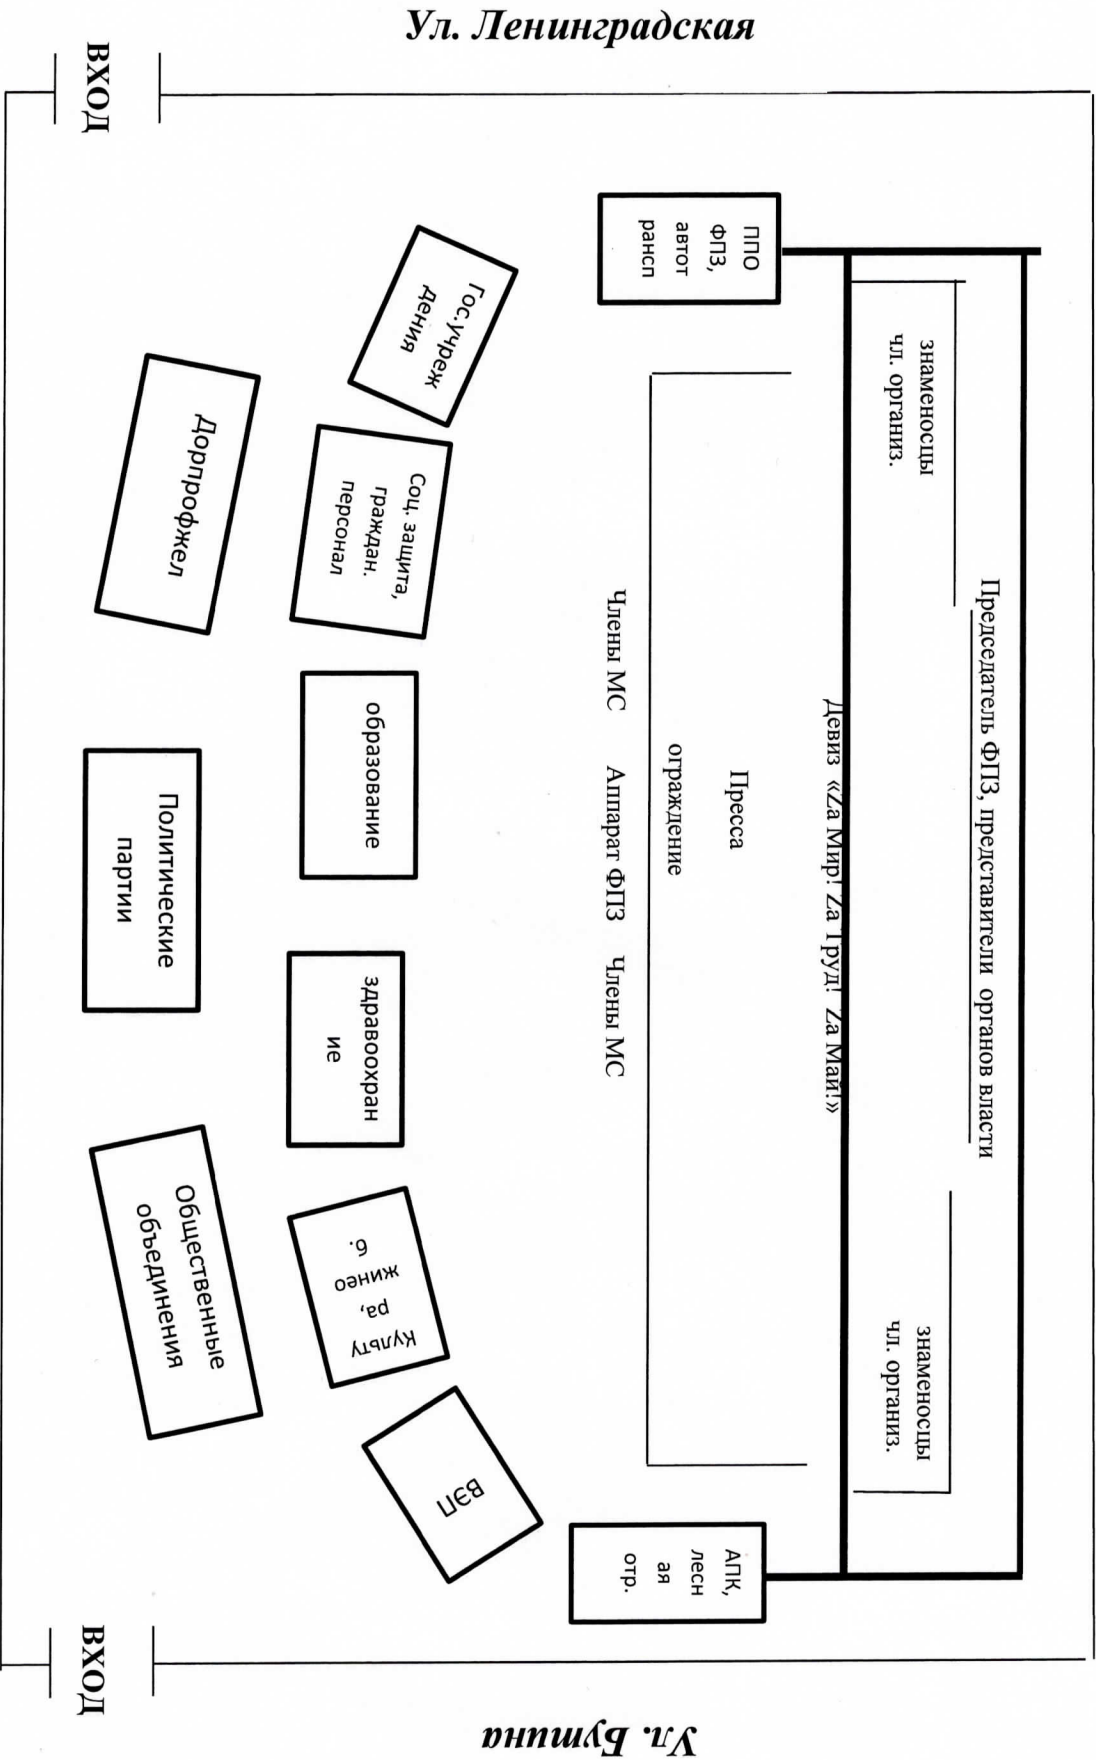 Ул. Ленинградская
ВХОД
ВХОД
Ул. Бутина
Председатель ФПЗ, представители органов власти
знаменосцы
чл. организ.
знаменосцы
чл. организ.
Девиз «Za Мир! Za Труд! Za Май!»
Пресса
ограждение
Члены МС Аппарат ФПЗ Члены МС
ППО
ФПЗ,
автот
рансп
АПК,
лесн
ая
отр.
Гос.учреж
дения
Соц. защита,
граждан.
персонал
образование
здравоохран
ие
Культу
ра,
жинео
б.
ВЭП
Дорпрофжел
Политические
партии
Общественные
объединения